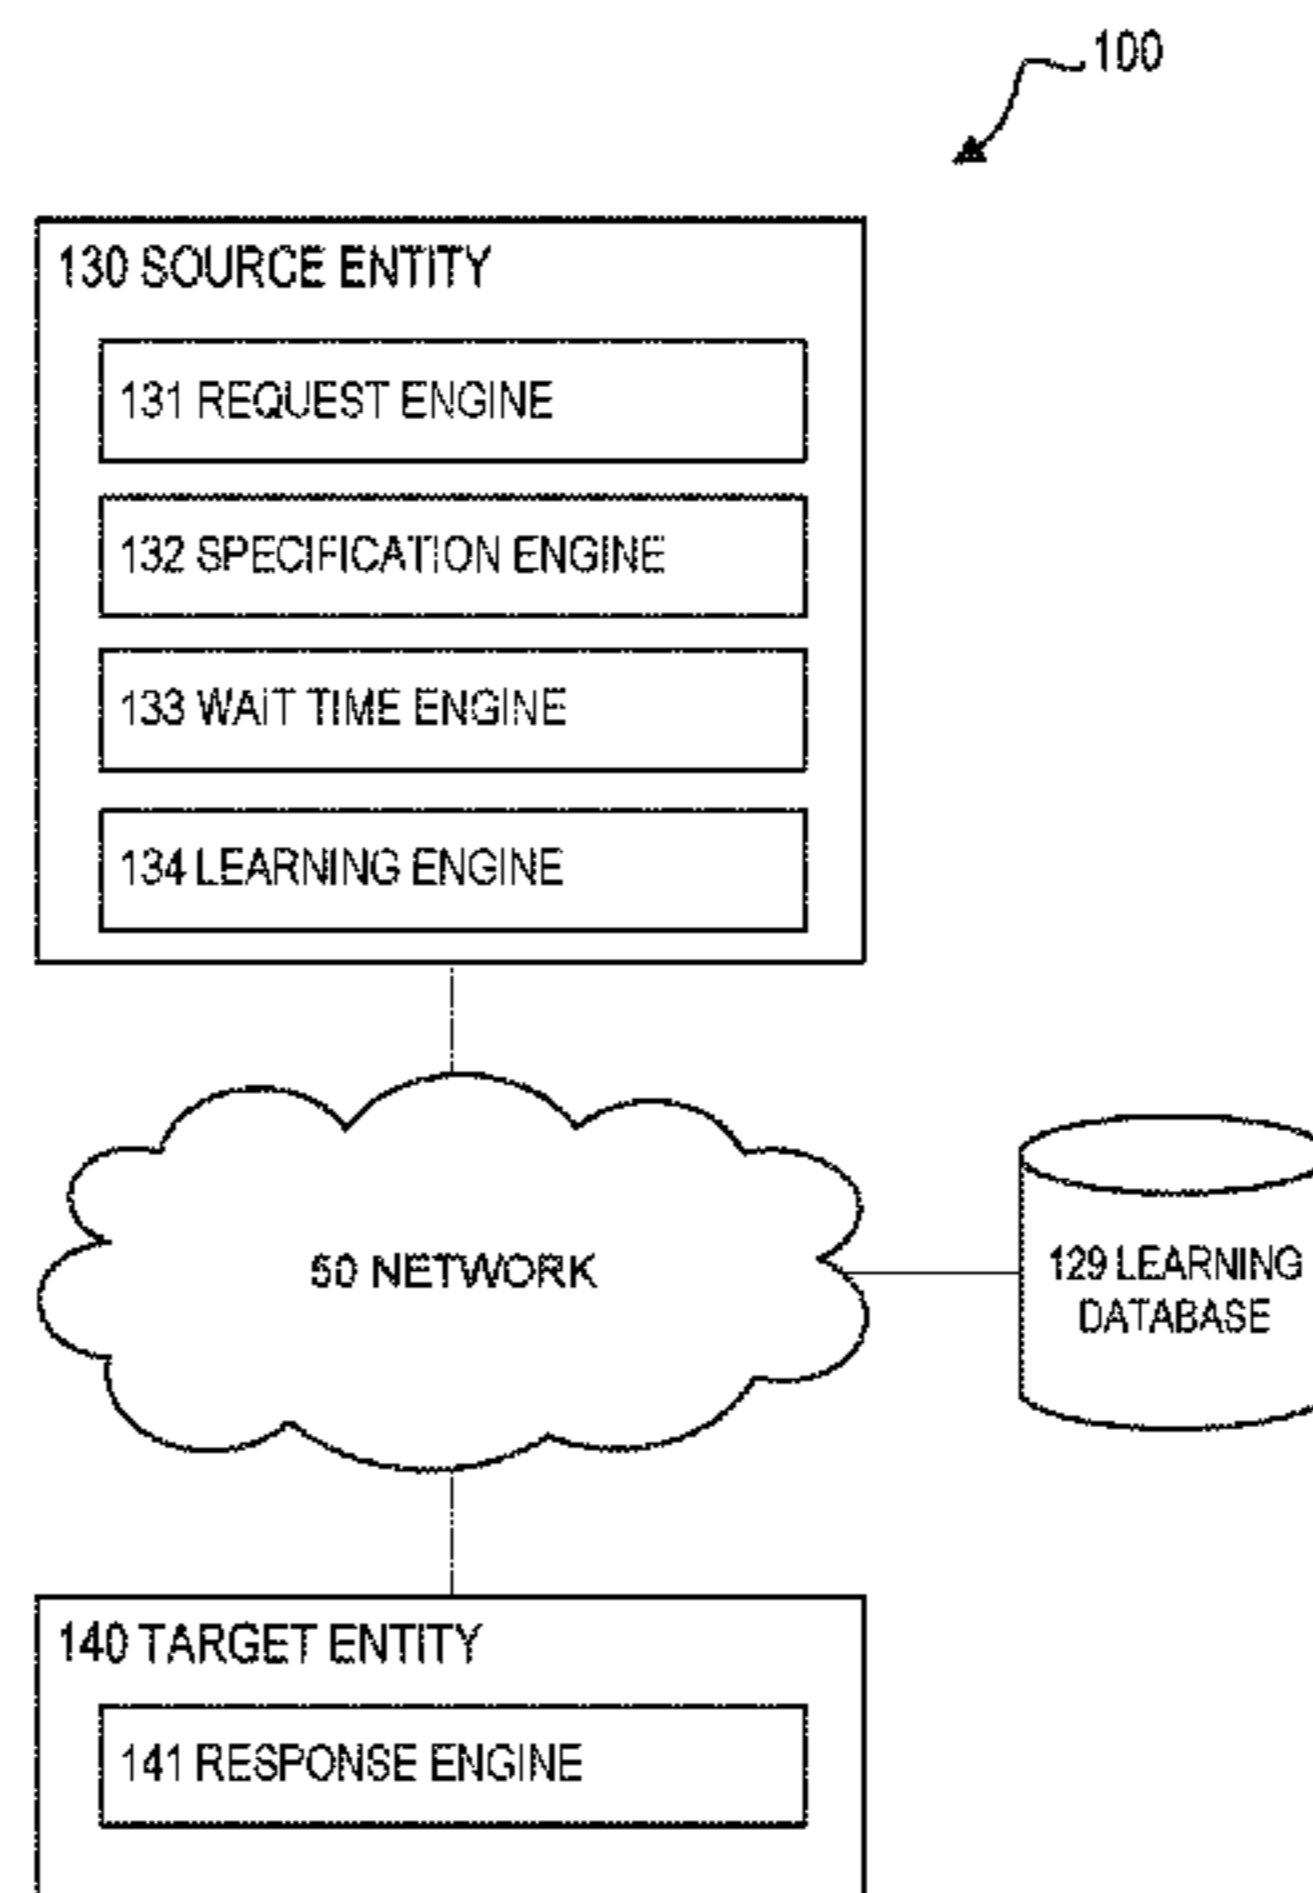 100
130 SOURCE ENTITY
131 REQUEST ENGINE
132 SPECIFICATION ENGINE
133 WAIT TIME ENGINE
134 LEARNING ENGINE
50 NETWORK
129 LEARNING
DATABASE
140 TARGET ENTITY
141 RESPONSE ENGINE